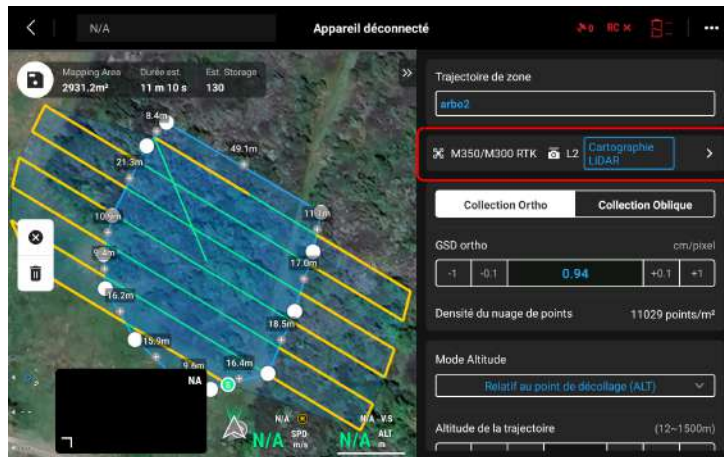 N/A
Appareil déconnecté
0
RC
Mapping Area
Durée est.
Est. Storage
2931.2m²
11 m 10 s
130
8.4m
49.1m
21.3m
11.1m
9.4m
17.0m
16.2m
18.5m
15.9m
16.4m
9.6m
S
NA
N/A
N/A
V.S
N/A
SPD
m/s
N/A
ALT
m
Trajectoire de zone
arbo2
M350/M300 RTK
L2
Cartographie
LiDAR
Collection Ortho
Collection Oblique
GSD ortho
cm/pixel
-1
-0.1
0.94
+0.1
+1
Densité du nuage de points
11029 points/m²
Mode Altitude
Relatif au point de décollage (ALT)
Altitude de la trajectoire
(12~1500m)